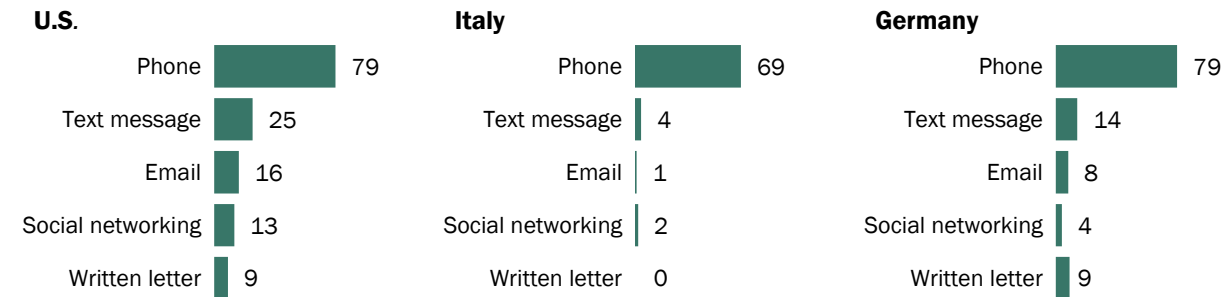 U.S.
Phone 79
Text message 25
Email 16
Social networking 13
Written letter 9
Italy
Phone 69
Text message 4
Email 1
Social networking 2
Written letter 0
Germany
Phone 79
Text message 14
Email 8
Social networking 4
Written letter 9